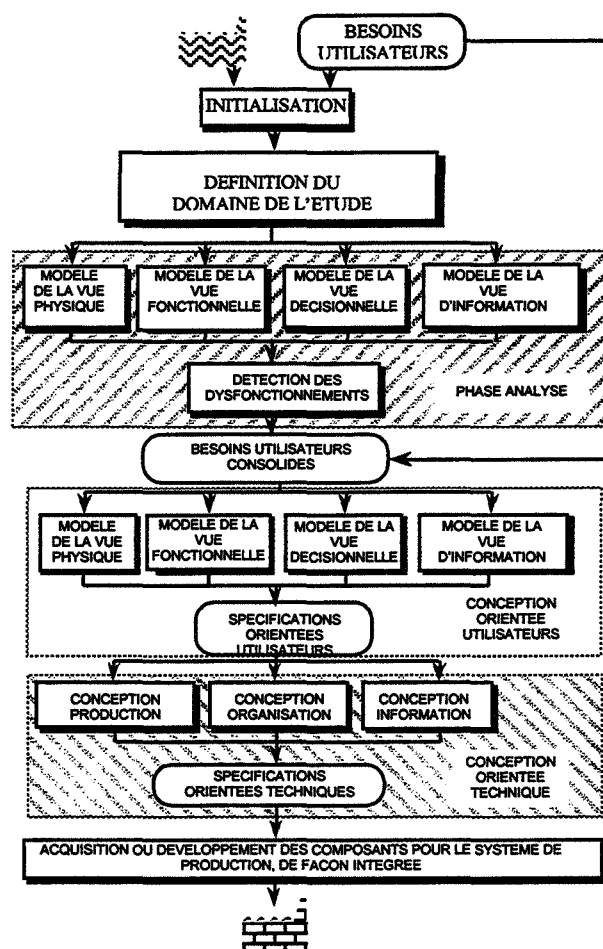 BESOINS
UTILISATEURS
INITIALISATION
DEFINITION DU
DOMAINE DE L'ETUDE
MODELE
DE LA VUE
PHYSIQUE
MODELE DE LA
VUE
FONCTIONNELLE
MODELE DE LA
VUE
DECISIONNELLE
MODELE DE LA
VUE
D'INFORMATION
DETECTION DES
DYSFONCTIONNEMENTS
PHASE ANALYSE
BESOINS UTILISATEURS
CONSOLIDES
MODELE
DE LA VUE
PHYSIQUE
MODELE DE LA
VUE
FONCTIONNELLE
MODELE DE LA
VUE
DECISIONNELLE
MODELE DE LA
VUE
D'INFORMATION
SPECIFICATIONS
ORIENTEES
UTILISATEURS
CONCEPTION
ORIENTEE
UTILISATEURS
CONCEPTION
PRODUCTION
CONCEPTION
ORGANISATION
CONCEPTION
INFORMATION
SPECIFICATIONS
ORIENTEES TECHNIQUES
CONCEPTION
ORIENTEE
TECHNIQUE
ACQUISITION OU DEVELOPPEMENT DES COMPOSANTS POUR LE SYSTEME DE
PRODUCTION, DE FACON INTEGREE